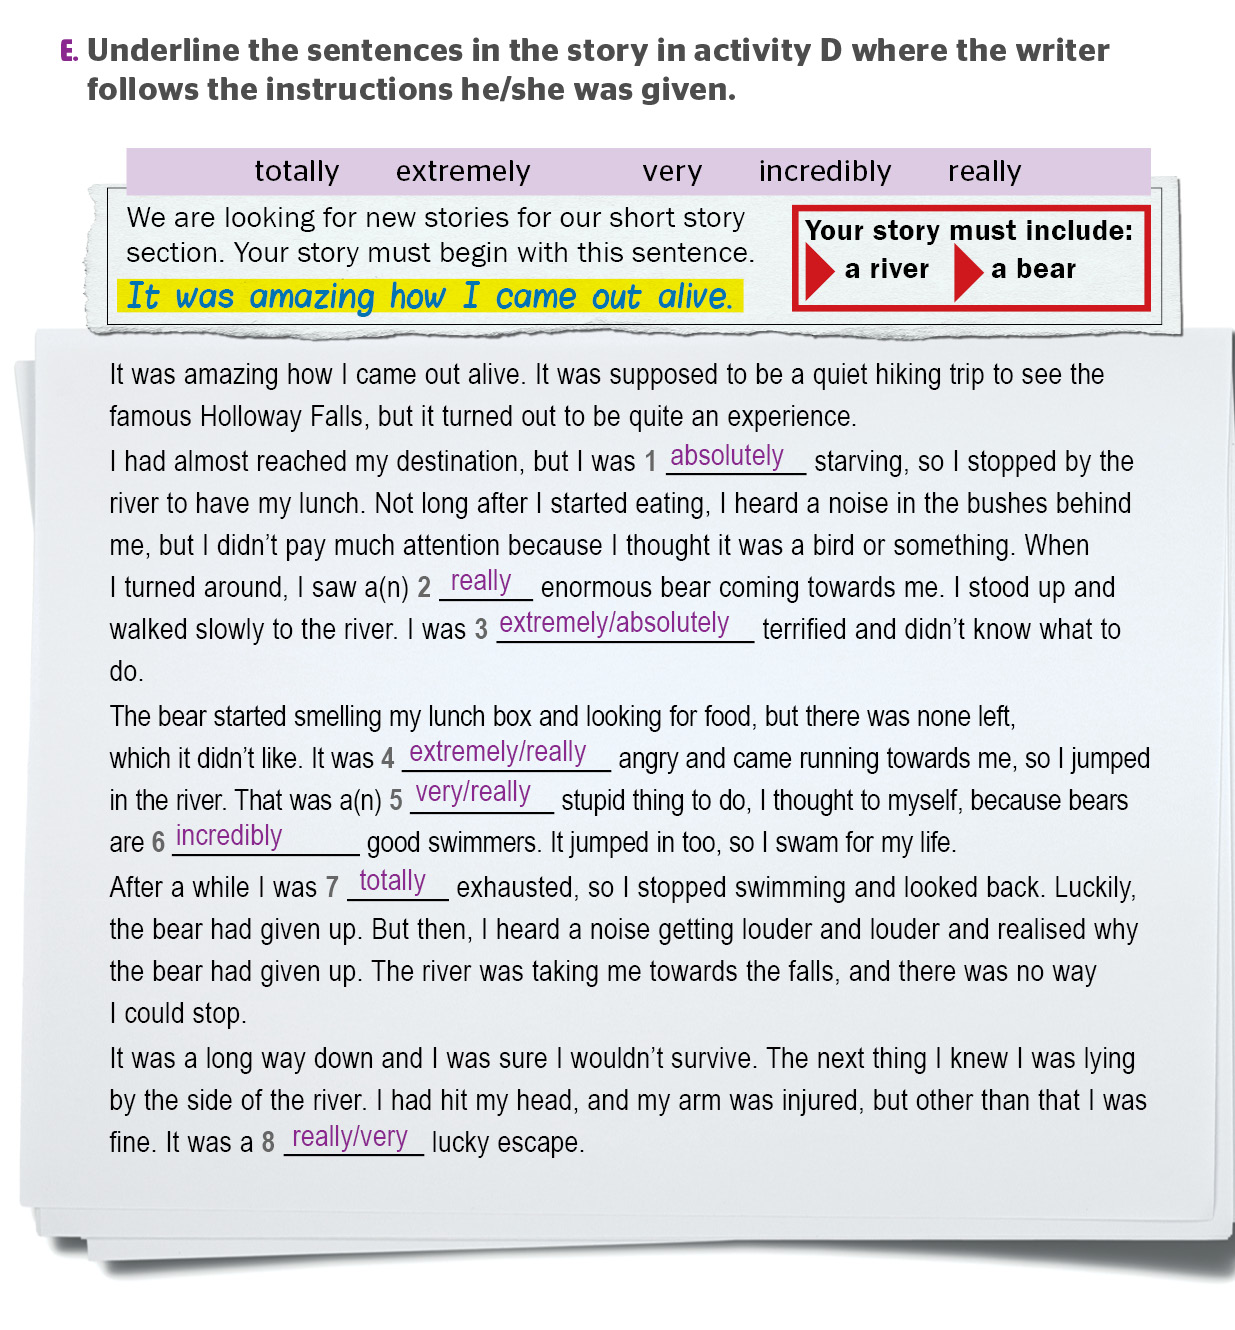 E. Underline the sentences in the story in activity D where the writer
follows the instructions he/she was given.
totally extremely very incredibly really
We are looking for new stories for our short story
section. Your story must begin with this sentence.
It was amazing how I came out alive.
Your story must include:
a river a bear
It was amazing how I came out alive. It was supposed to be a quiet hiking trip to see the
famous Holloway Falls, but it turned out to be quite an experience.
I had almost reached my destination, but I was 1 absolutely starving, so I stopped by the
river to have my lunch. Not long after I started eating, I heard a noise in the bushes behind
me, but I didn't pay much attention because I thought it was a bird or something. When
I turned around, I saw a(n) 2 really enormous bear coming towards me. I stood up and
walked slowly to the river. I was 3 extremely/absolutely terrified and didn't know what to
do.
The bear started smelling my lunch box and looking for food, but there was none left,
which it didn't like. It was 4 extremely/really angry and came running towards me, so I jumped
in the river. That was a(n) 5 very/really stupid thing to do, I thought to myself, because bears
are 6 incredibly good swimmers. It jumped in too, so I swam for my life.
After a while I was 7 totally exhausted, so I stopped swimming and looked back. Luckily,
the bear had given up. But then, I heard a noise getting louder and louder and realised why
the bear had given up. The river was taking me towards the falls, and there was no way
I could stop.
It was a long way down and I was sure I wouldn't survive. The next thing I knew I was lying
by the side of the river. I had hit my head, and my arm was injured, but other than that I was
fine. It was a 8 really/very lucky escape.